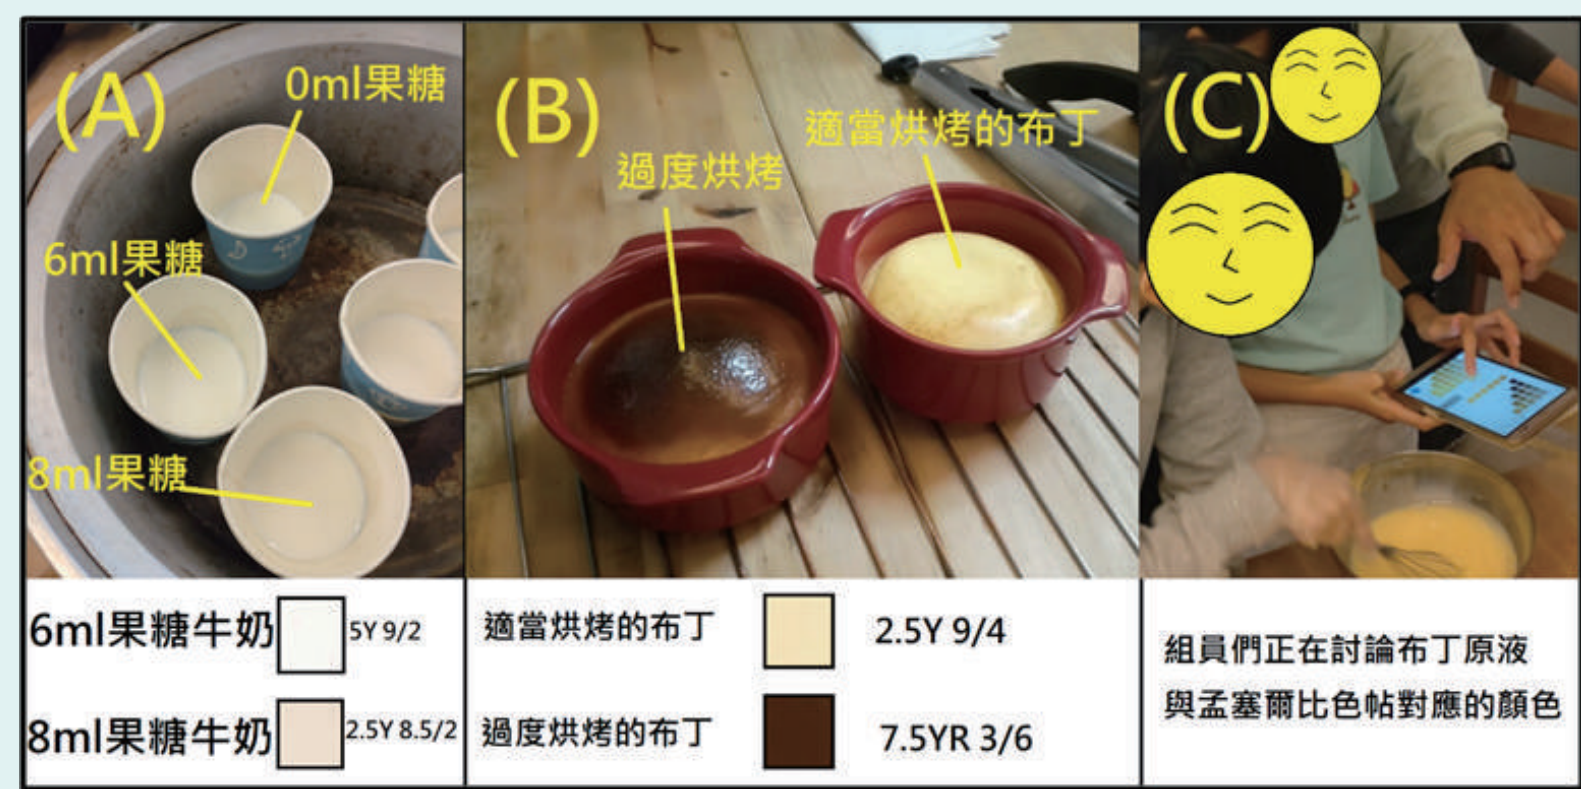 (A)
0ml果糖
6ml果糖
8ml果糖
6ml果糖牛奶 5Y 9/2
8ml果糖牛奶 2.5Y 8.5/2
(B)
過度烘烤
適當烘烤的布丁
適當烘烤的布丁 2.5Y 9/4
過度烘烤的布丁 7.5YR 3/6
(C)
組員們正在討論布丁原液
與孟塞爾比色帖對應的顏色